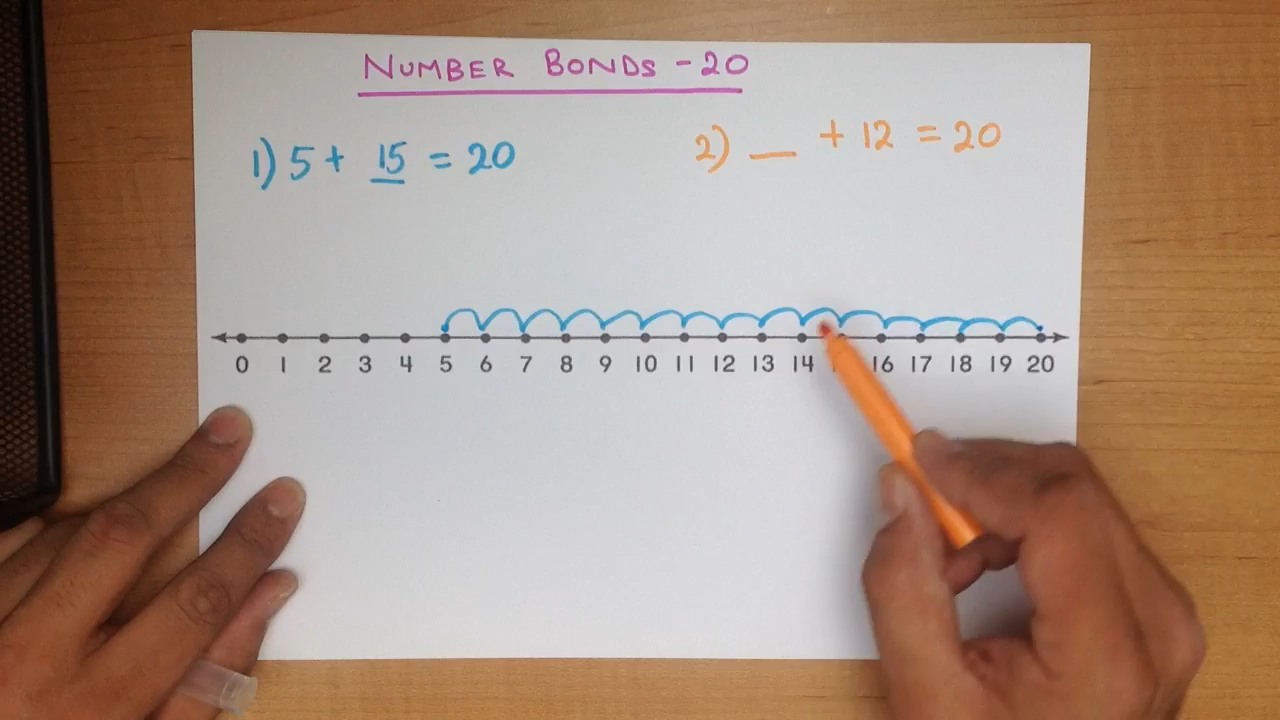 NUMBER BONDS - 20
1) 5 + 15 = 20
2) __ + 12 = 20
0 1 2 3 4 5 6 7 8 9 10 11 12 13 14 16 17 18 19 20